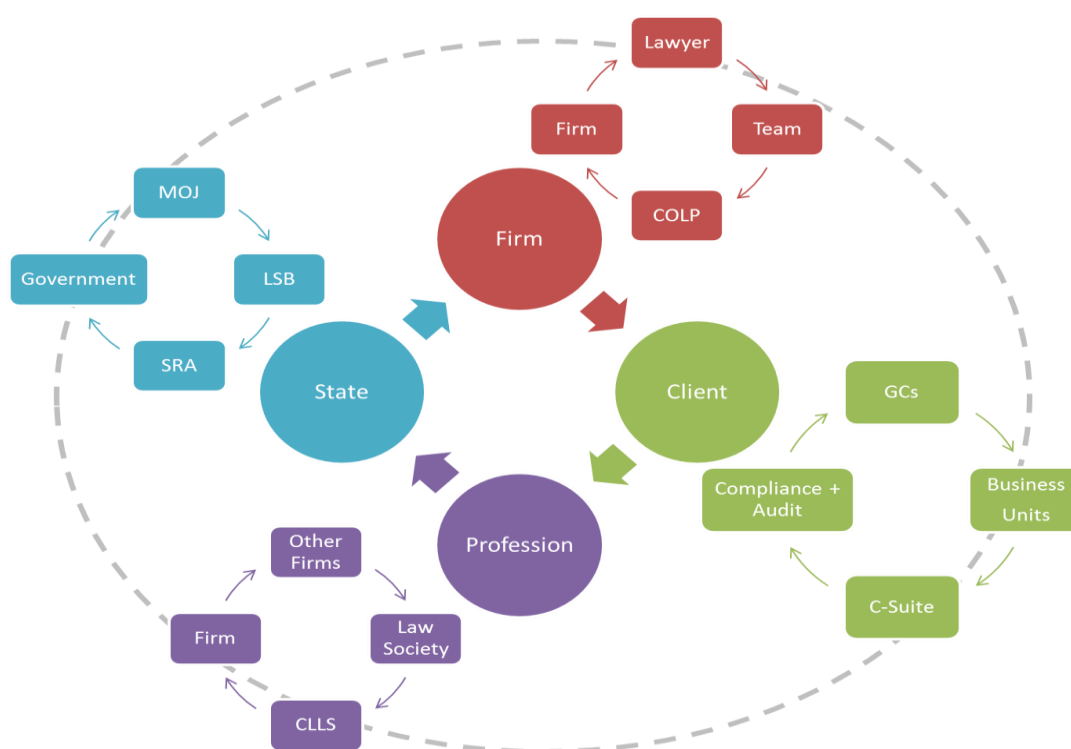 Lawyer
Firm
Team
COLP
Firm
MOJ
Government
LSB
SRA
State
Client
GCs
Compliance +
Audit
Business
Units
C-Suite
Profession
Other
Firms
Firm
Law
Society
CLLS